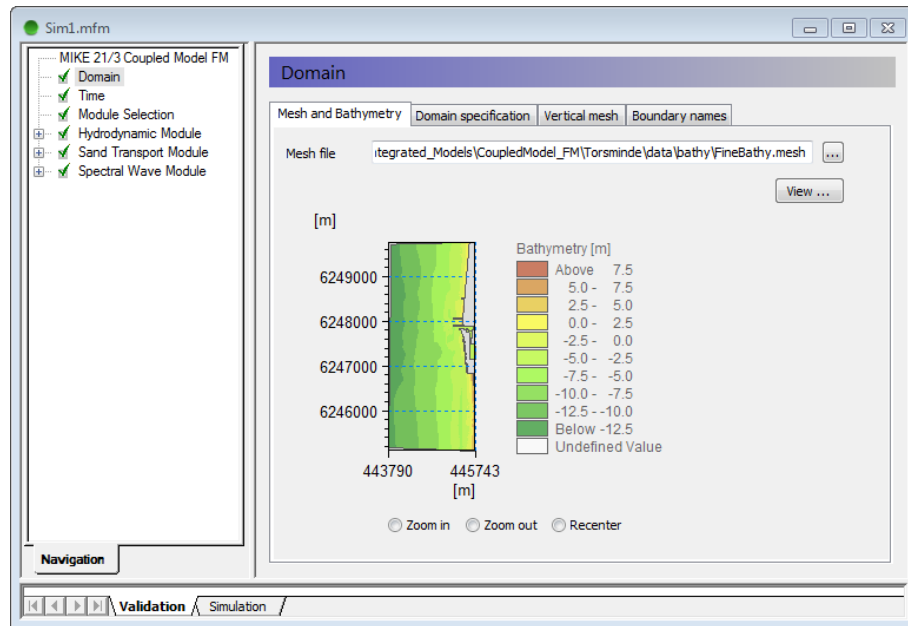 Sim1.mfm
MIKE 21/3 Coupled Model FM
Domain
Time
Module Selection
Hydrodynamic Module
Sand Transport Module
Spectral Wave Module
Navigation
Domain
Mesh and Bathymetry
Domain specification
Vertical mesh
Boundary names
Mesh file
ntegrated_Models\CoupledModel_FM\Torsminde\data\bathy\FineBathy.mesh
...
View ...
[m]
6249000
6248000
6247000
6246000
443790 445743
[m]
Bathymetry [m]
Above 7.5
5.0 - 7.5
2.5 - 5.0
0.0 - 2.5
-2.5 - 0.0
-5.0 - -2.5
-7.5 - -5.0
-10.0 - -7.5
-12.5 - -10.0
Below -12.5
Undefined Value
Zoom in Zoom out Recenter
Validation Simulation